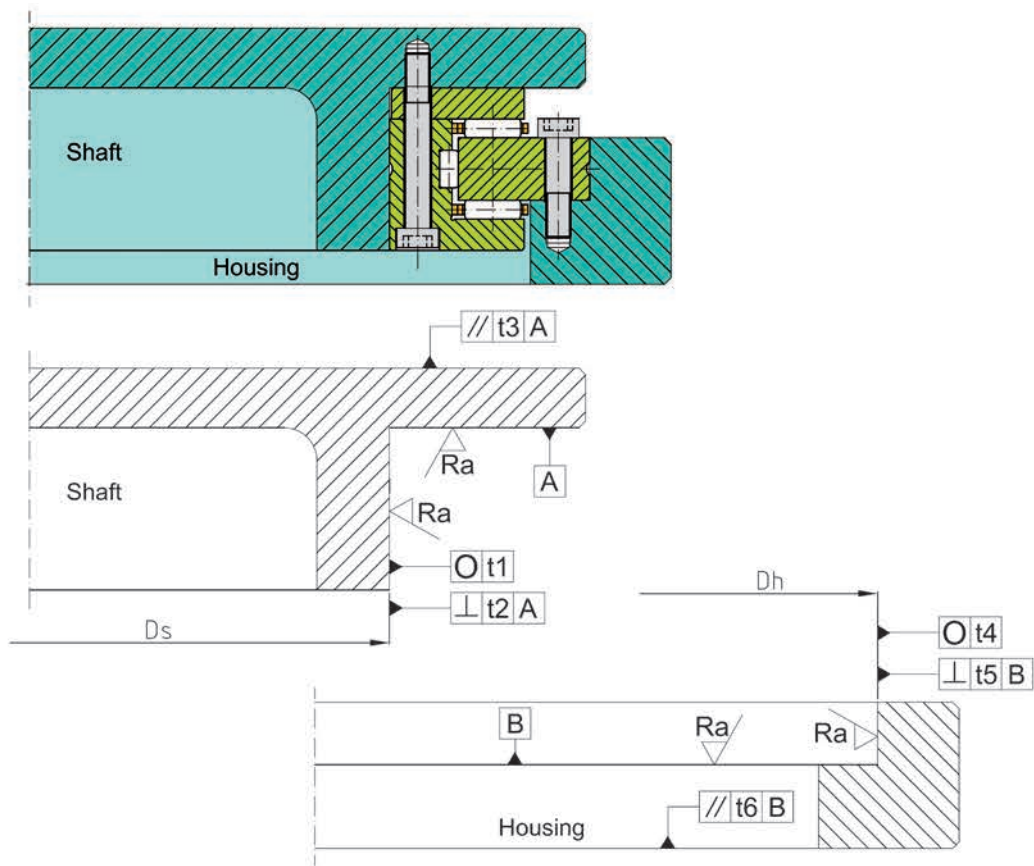 Shaft
Housing
// t3 A
Shaft
Ra
A
Ra
O t1
⊥ t2 A
Ds
Dh
O t4
⊥ t5 B
B
Ra
Ra
// t6 B
Housing